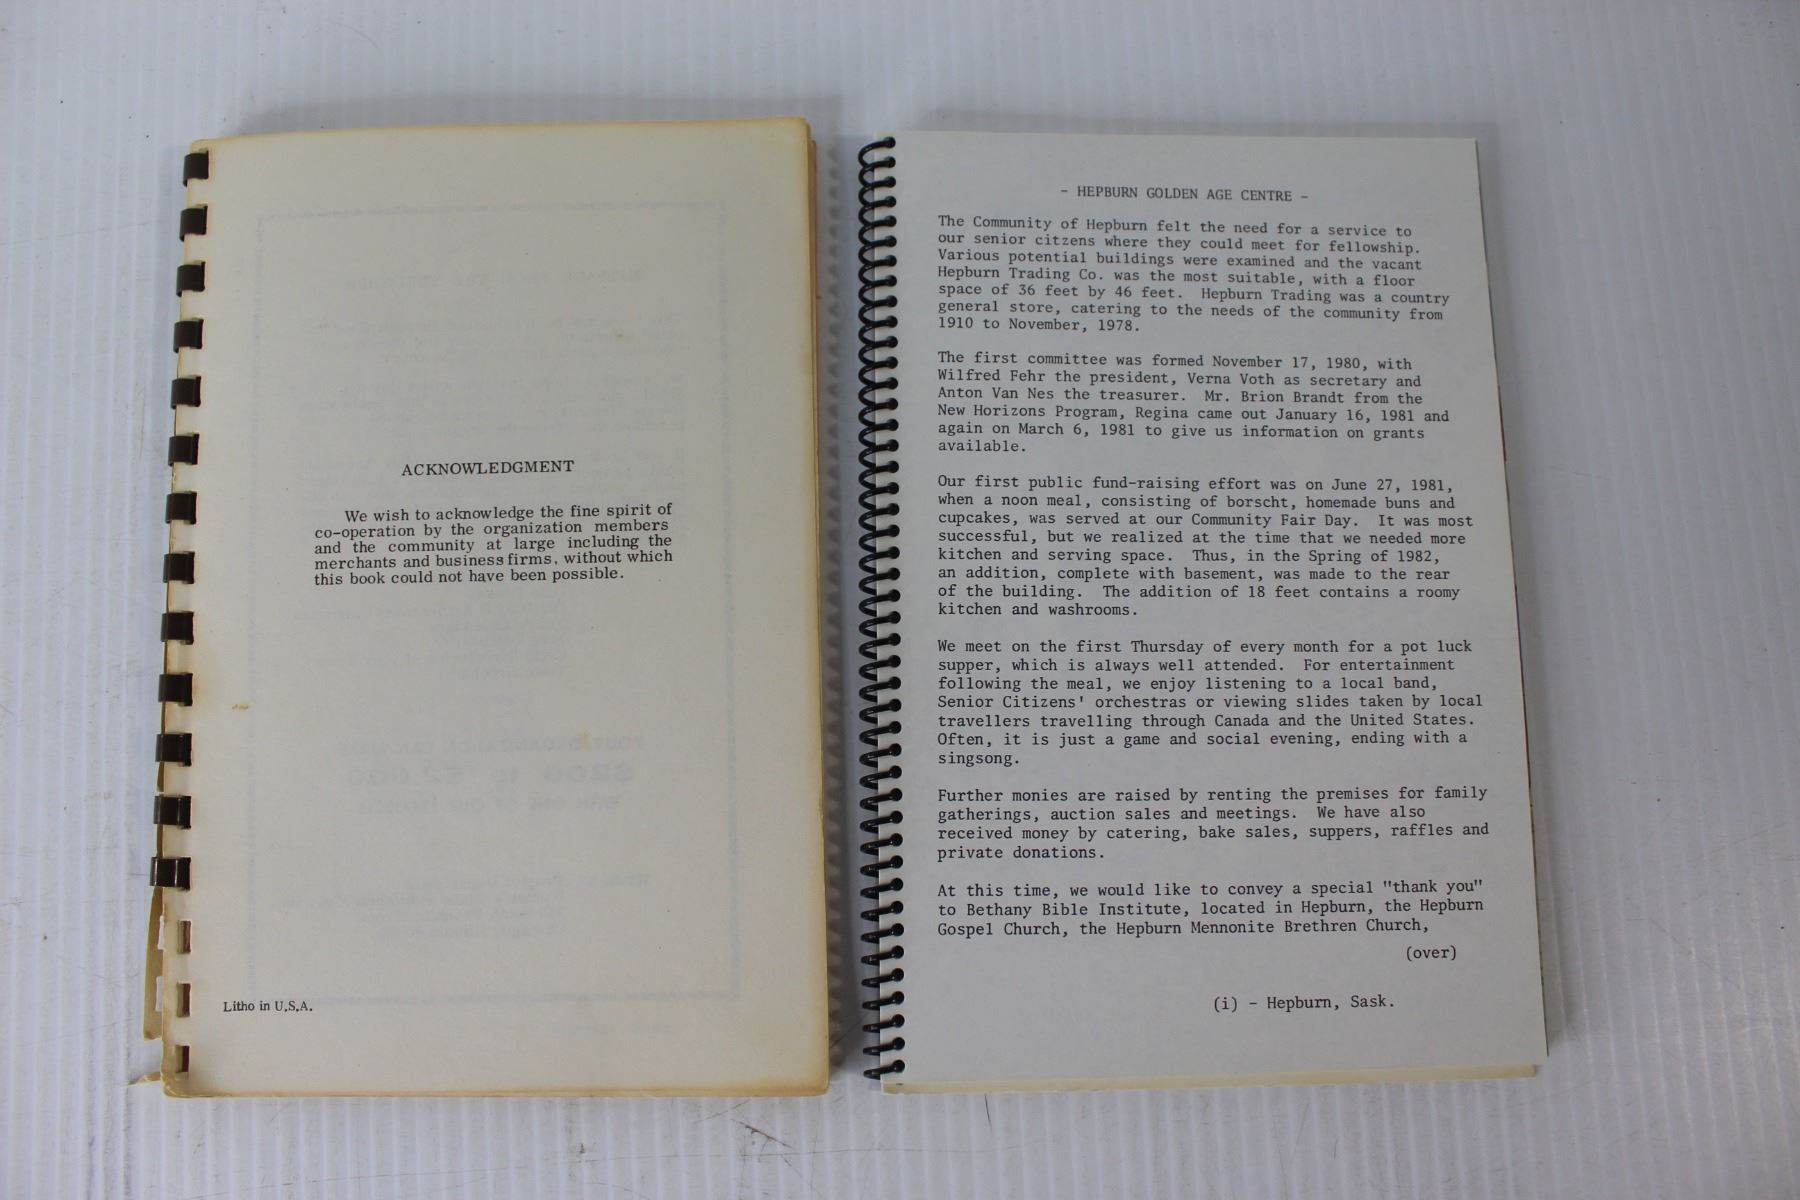 ACKNOWLEDGMENT
We wish to acknowledge the fine spirit of
co-operation by the organization members
and the community at large including the
merchants and business firms, without which
this book could not have been possible.
Litho in U.S.A.
- HEPBURN GOLDEN AGE CENTRE -
The Community of Hepburn felt the need for a service to
our senior citzens where they could meet for fellowship.
Various potential buildings were examined and the vacant
Hepburn Trading Co. was the most suitable, with a floor
space of 36 feet by 46 feet. Hepburn Trading was a country
general store, catering to the needs of the community from
1910 to November, 1978.
The first committee was formed November 17, 1980, with
Wilfred Fehr the president, Verna Voth as secretary and
Anton Van Nes the treasurer. Mr. Brion Brandt from the
New Horizons Program, Regina came out January 16, 1981 and
again on March 6, 1981 to give us information on grants
available.
Our first public fund-raising effort was on June 27, 1981,
when a noon meal, consisting of borscht, homemade buns and
cupcakes, was served at our Community Fair Day. It was most
successful, but we realized at the time that we needed more
kitchen and serving space. Thus, in the Spring of 1982,
an addition, complete with basement, was made to the rear
of the building. The addition of 18 feet contains a roomy
kitchen and washrooms.
We meet on the first Thursday of every month for a pot luck
supper, which is always well attended. For entertainment
following the meal, we enjoy listening to a local band,
Senior Citizens' orchestras or viewing slides taken by local
travellers travelling through Canada and the United States.
Often, it is just a game and social evening, ending with a
singsong.
Further monies are raised by renting the premises for family
gatherings, auction sales and meetings. We have also
received money by catering, bake sales, suppers, raffles and
private donations.
At this time, we would like to convey a special "thank you"
to Bethany Bible Institute, located in Hepburn, the Hepburn
Gospel Church, the Hepburn Mennonite Brethren Church,
(over)
(i) - Hepburn, Sask.